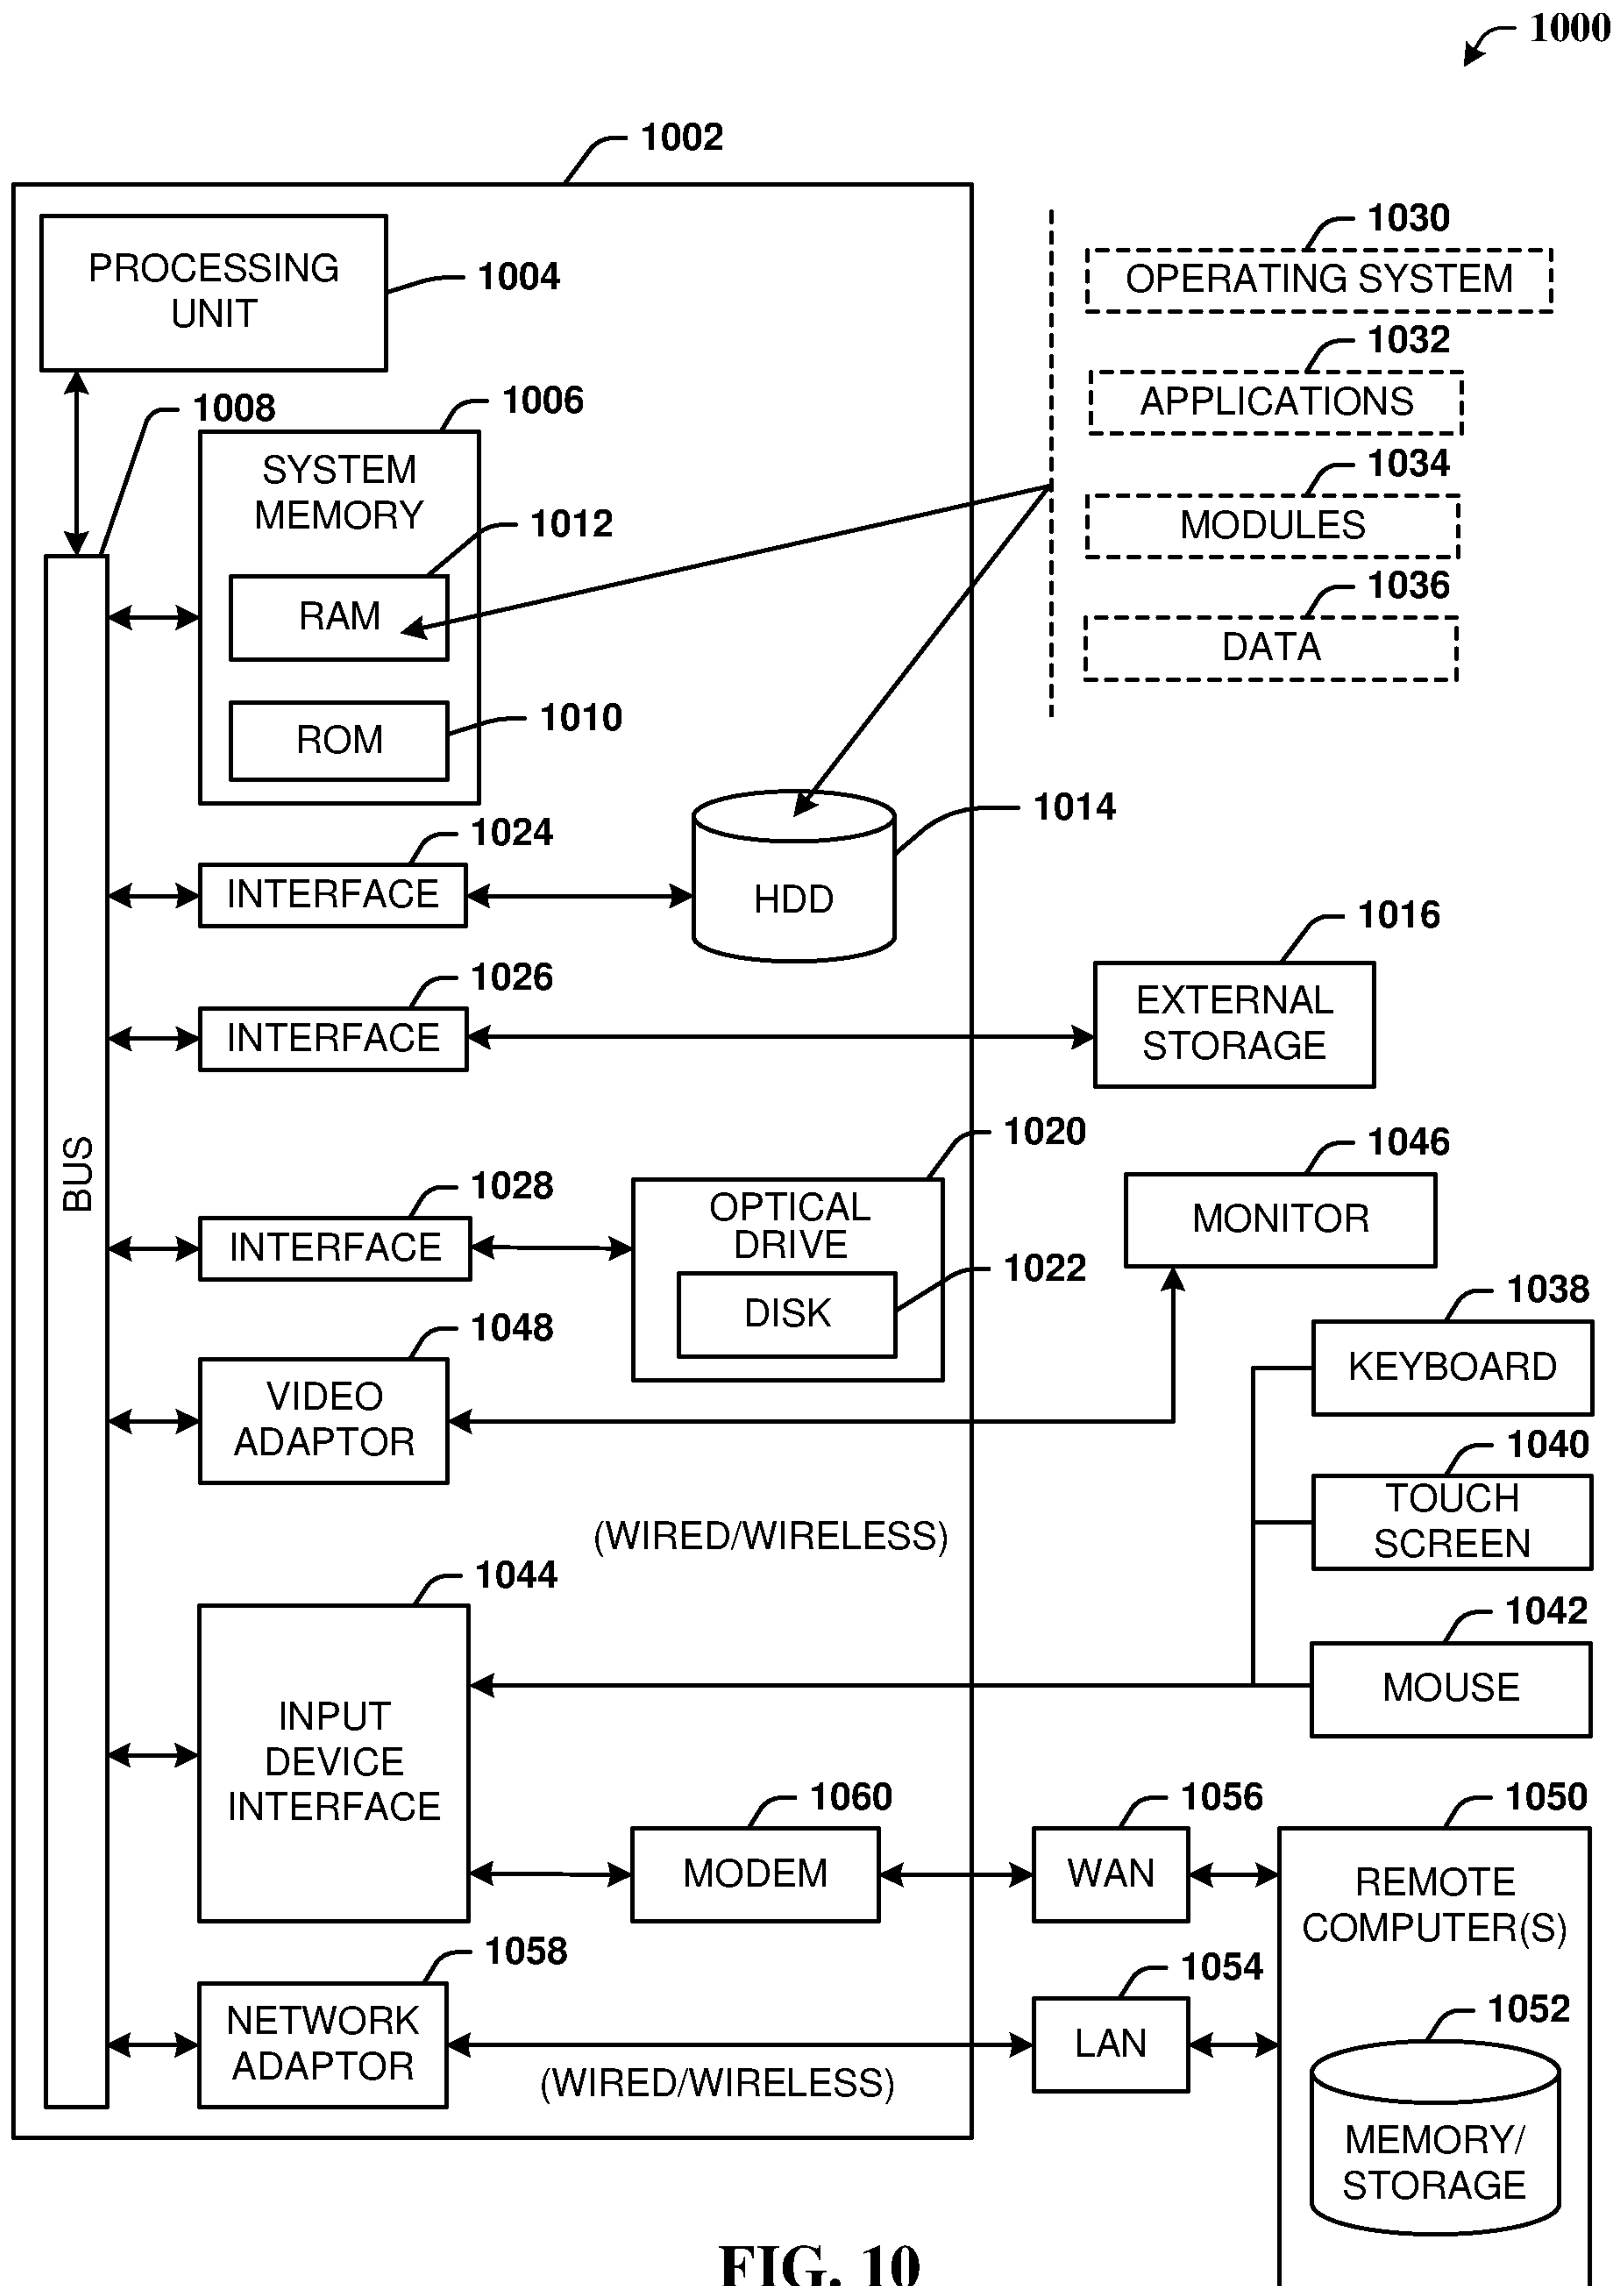 1000
1002
PROCESSING
UNIT
1004
1030
OPERATING SYSTEM
1032
APPLICATIONS
1034
MODULES
1036
DATA
1008
1006
SYSTEM
MEMORY
1012
RAM
1010
ROM
1014
HDD
1024
INTERFACE
1016
EXTERNAL
STORAGE
1026
INTERFACE
BUS
1020
OPTICAL
DRIVE
1022
DISK
1028
INTERFACE
1046
MONITOR
1048
VIDEO
ADAPTOR
1038
KEYBOARD
1040
TOUCH
SCREEN
(WIRED/WIRELESS)
1042
MOUSE
1044
INPUT
DEVICE
INTERFACE
1060
MODEM
1056
WAN
1050
REMOTE
COMPUTER(S)
1058
NETWORK
ADAPTOR
(WIRED/WIRELESS)
1054
LAN
1052
MEMORY/
STORAGE
FIG. 10